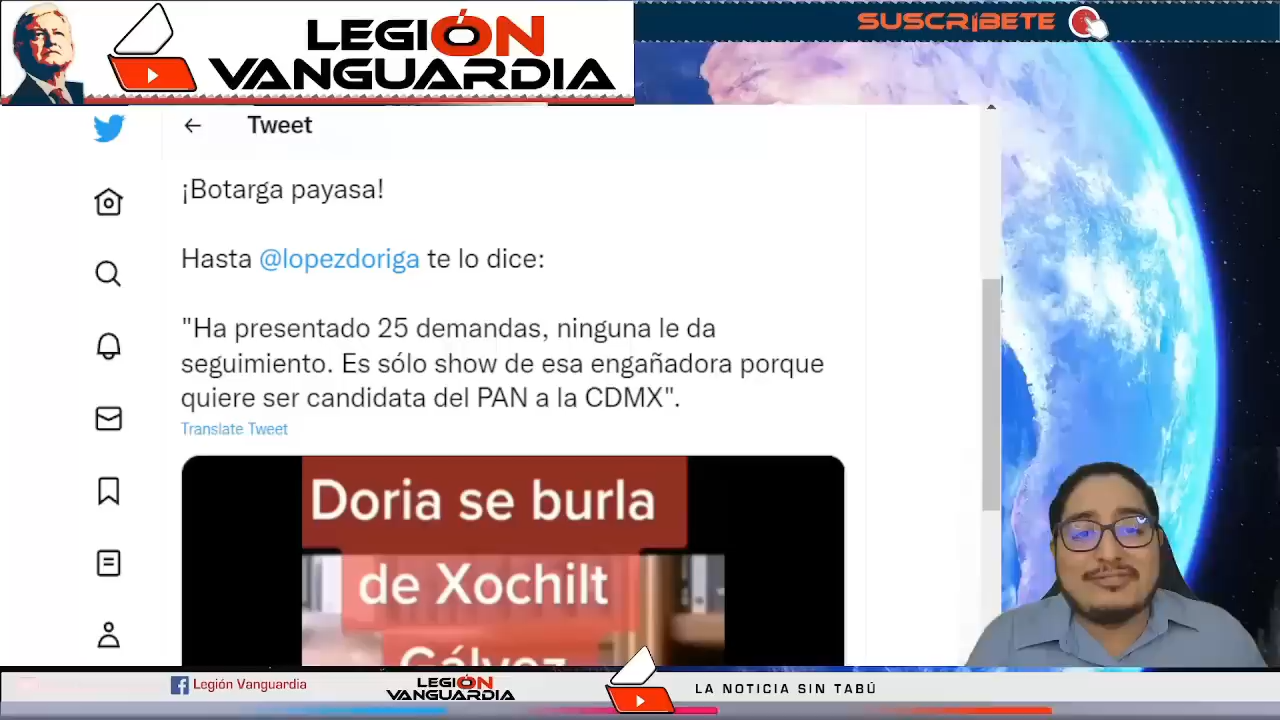 LEGIÓN
VANGUARDIA
SUSCRÍBETE
Tweet
¡Botarga payasa!
Hasta @lopezdoriga te lo dice:
"Ha presentado 25 demandas, ninguna le da
seguimiento. Es sólo show de esa engañadora porque
quiere ser candidata del PAN a la CDMX".
Translate Tweet
Doria se burla
de Xochilt
Gálvez
Legión Vanguardia
LEGIÓN
VANGUARDIA
LA NOTICIA SIN TABÚ